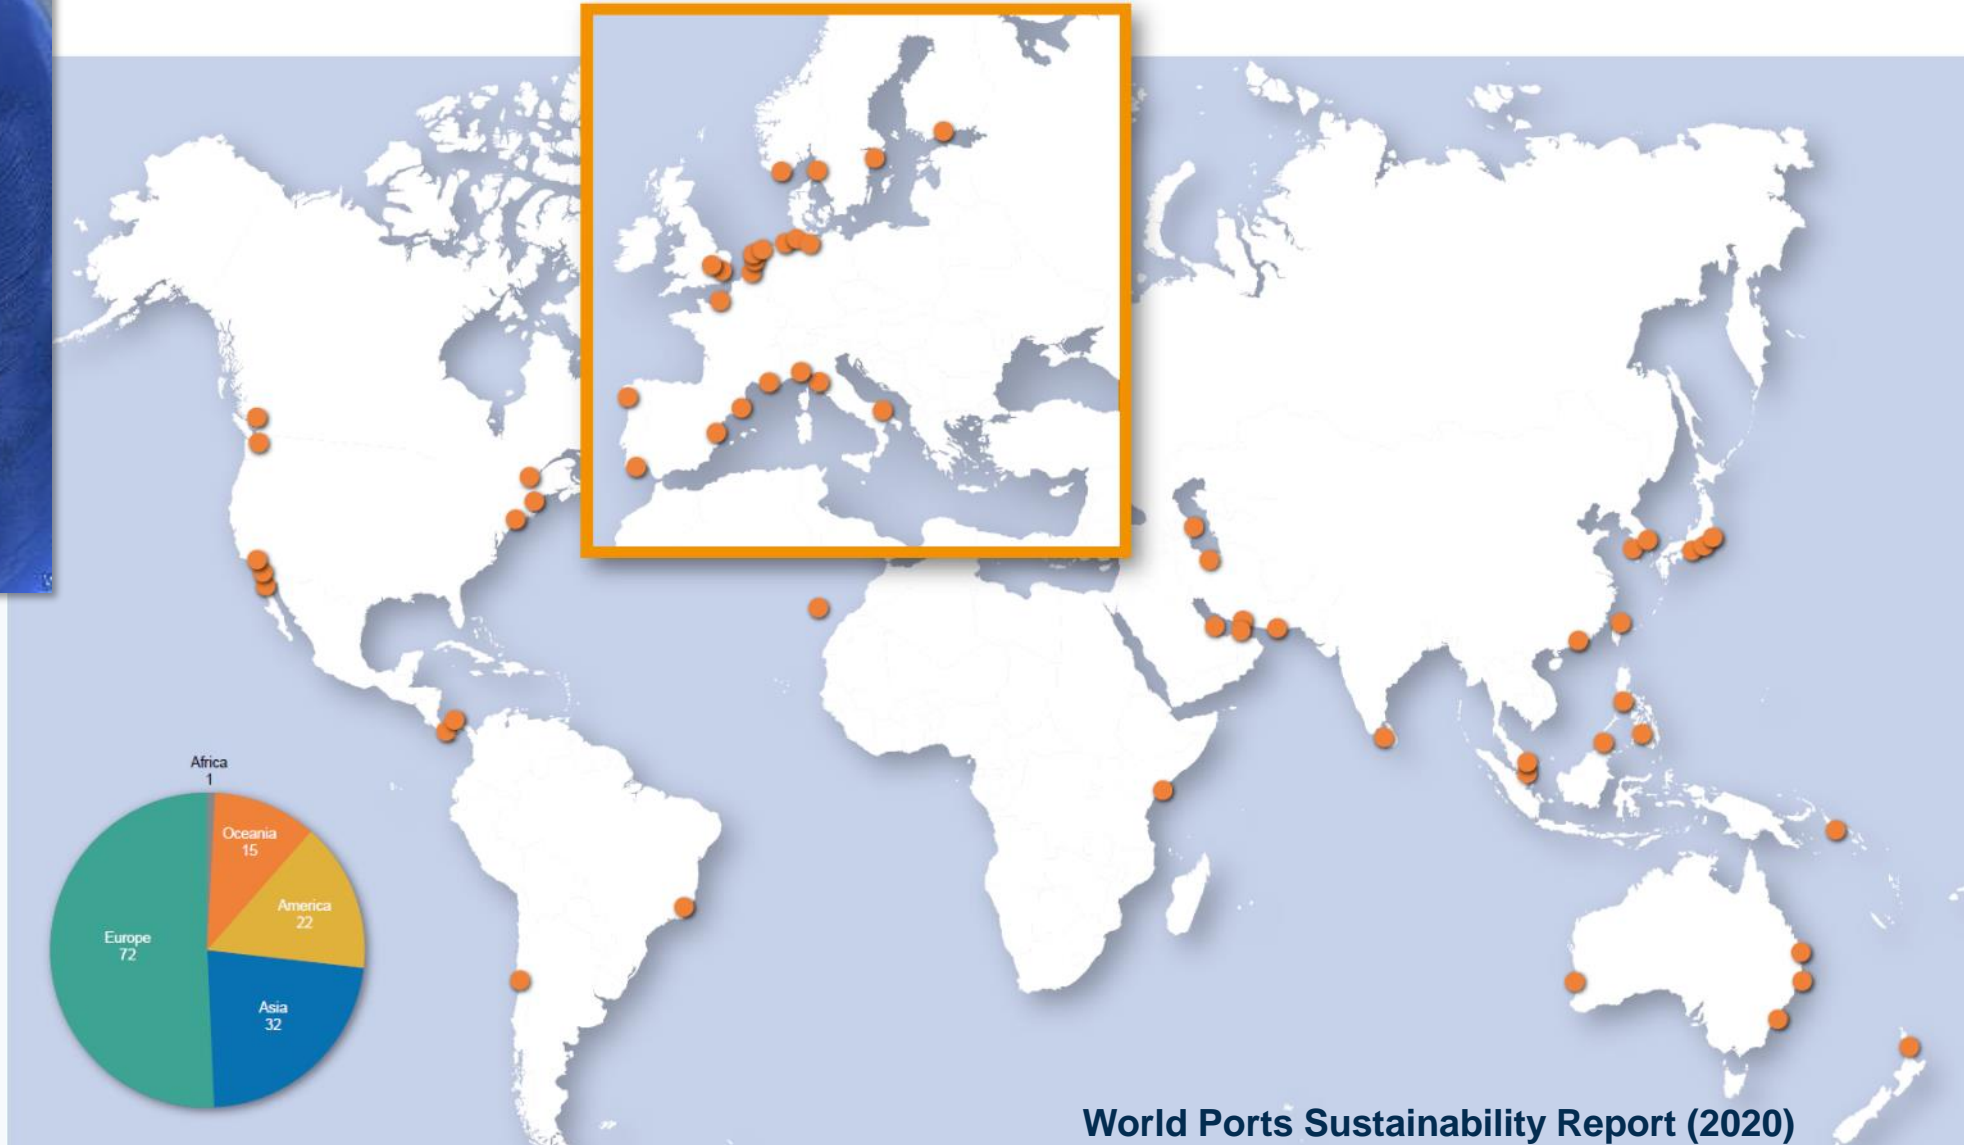 Africa
1
Oceania
15
America
22
Europe
72
Asia
32
World Ports Sustainability Report (2020)